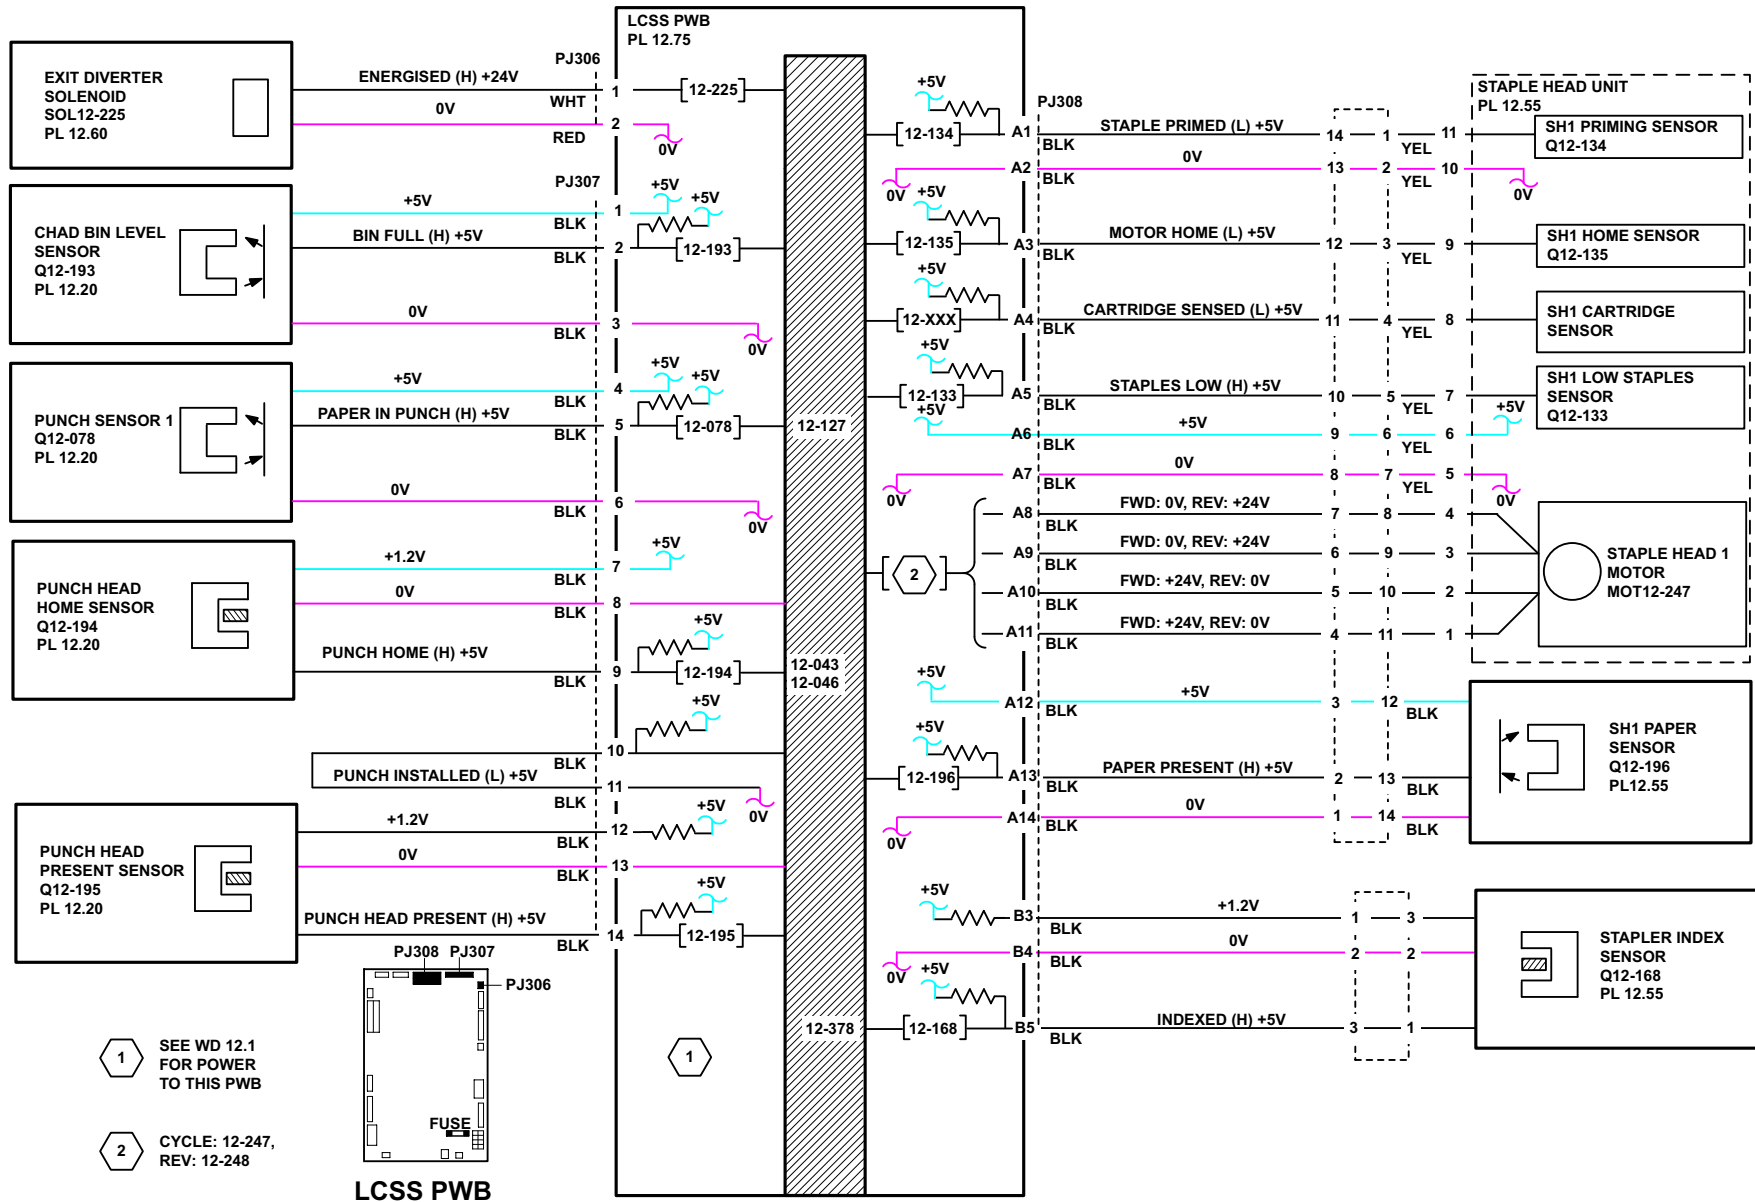 LCSS PWB
PL 12.75
EXIT DIVERTER
SOLENOID
SOL12-225
PL 12.60
ENERGISED (H) +24V
PJ306
WHT
1
12-225
0V
RED
2
0V
CHAD BIN LEVEL
SENSOR
Q12-193
PL 12.20
PJ307
+5V
BLK
1
+5V
+5V
BIN FULL (H) +5V
BLK
2
12-193
0V
BLK
3
0V
PUNCH SENSOR 1
Q12-078
PL 12.20
+5V
BLK
4
+5V
+5V
PAPER IN PUNCH (H) +5V
BLK
5
12-078
12-127
0V
BLK
6
0V
PUNCH HEAD
HOME SENSOR
Q12-194
PL 12.20
+1.2V
BLK
7
+5V
0V
BLK
8
+5V
PUNCH HOME (H) +5V
BLK
9
12-194
12-043
12-046
+5V
BLK
10
PUNCH INSTALLED (L) +5V
BLK
11
0V
PUNCH HEAD
PRESENT SENSOR
Q12-195
PL 12.20
+1.2V
BLK
12
+5V
0V
BLK
13
+5V
PUNCH HEAD PRESENT (H) +5V
BLK
14
12-195
PJ308 PJ307
PJ306
FUSE
LCSS PWB
1
SEE WD 12.1
FOR POWER
TO THIS PWB
2
CYCLE: 12-247,
REV: 12-248
1
12-378
PJ308
STAPLE HEAD UNIT
PL 12.55
+5V
12-134
A1
BLK
STAPLE PRIMED (L) +5V
14
1
YEL
11
SH1 PRIMING SENSOR
Q12-134
0V
A2
BLK
0V
13
2
YEL
10
0V
+5V
12-135
A3
BLK
MOTOR HOME (L) +5V
12
3
YEL
9
SH1 HOME SENSOR
Q12-135
+5V
12-XXX
A4
BLK
CARTRIDGE SENSED (L) +5V
11
4
YEL
8
SH1 CARTRIDGE
SENSOR
+5V
12-133
A5
BLK
STAPLES LOW (H) +5V
10
5
YEL
7
SH1 LOW STAPLES
SENSOR
Q12-133
+5V
A6
BLK
+5V
9
6
YEL
6
+5V
0V
A7
BLK
0V
8
7
YEL
5
0V
2
A8
BLK
FWD: 0V, REV: +24V
7
8
4
A9
BLK
FWD: 0V, REV: +24V
6
9
3
A10
BLK
FWD: +24V, REV: 0V
5
10
2
A11
BLK
FWD: +24V, REV: 0V
4
11
1
STAPLE HEAD 1
MOTOR
MOT12-247
+5V
A12
BLK
+5V
3
12
BLK
+5V
12-196
A13
BLK
PAPER PRESENT (H) +5V
2
13
BLK
0V
A14
BLK
0V
1
14
BLK
SH1 PAPER
SENSOR
Q12-196
PL12.55
+5V
B3
BLK
+1.2V
1
3
0V
B4
BLK
0V
2
2
+5V
12-168
B5
BLK
INDEXED (H) +5V
3
1
STAPLER INDEX
SENSOR
Q12-168
PL 12.55